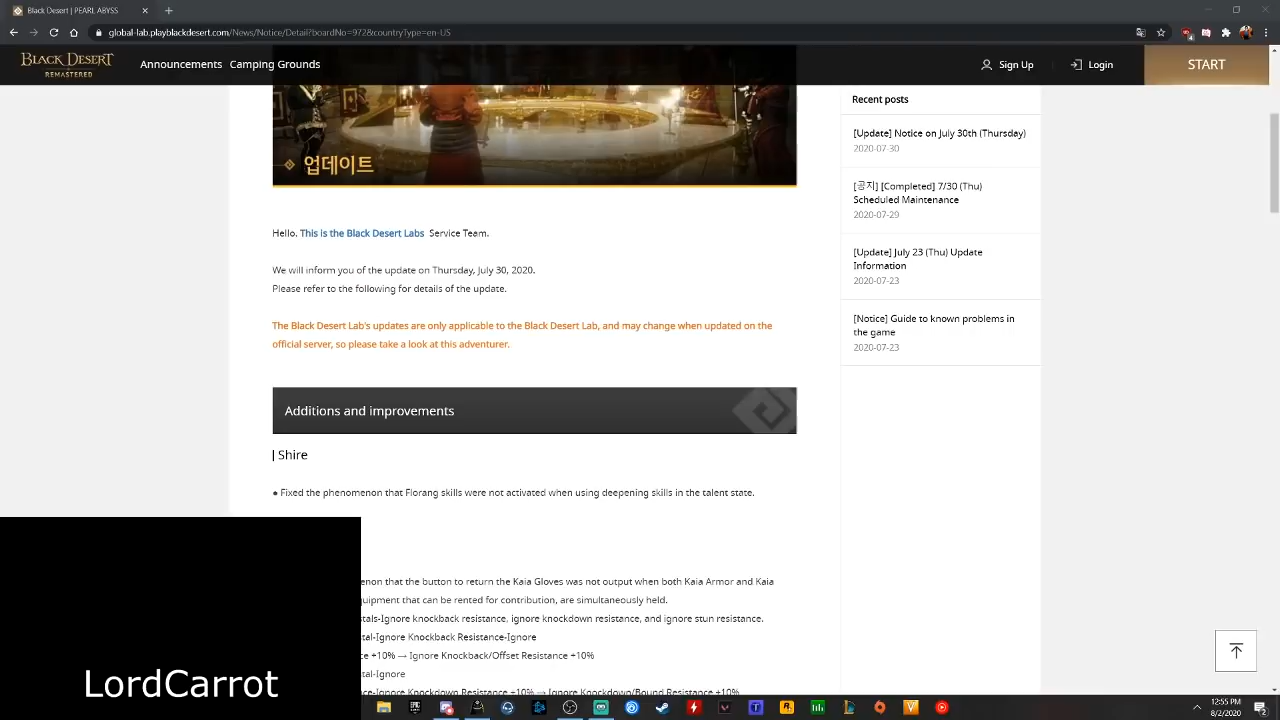 Black Desert | PEARL ABYSS
global-lab.playblackdesert.com/News/Notice/Detail?boardNo=972&countryType=en-US
BLACK DESERT
REMASTERED
Announcements Camping Grounds
Sign Up
Login
START
업데이트
Hello. This is the Black Desert Labs Service Team.
We will inform you of the update on Thursday, July 30, 2020.
Please refer to the following for details of the update.
The Black Desert Lab's updates are only applicable to the Black Desert Lab, and may change when updated on the
official server, so please take a look at this adventurer.
Additions and improvements
| Shire
● Fixed the phenomenon that Florang skills were not activated when using deepening skills in the talent state.
enon that the button to return the Kaia Gloves was not output when both Kaia Armor and Kaia
quipment that can be rented for contribution, are simultaneously held.
stals-Ignore knockback resistance, ignore knockdown resistance, and ignore stun resistance.
tal-Ignore Knockback Resistance-Ignore
ce +10% → Ignore Knockback/Offset Resistance +10%
tal-Ignore
nce-Ignore Knockdown Resistance +10% → Ignore Knockdown/Bound Resistance +10%
Recent posts
[Update] Notice on July 30th (Thursday)
2020-07-30
[공지] [Completed] 7/30 (Thu)
Scheduled Maintenance
2020-07-29
[Update] July 23 (Thu) Update
Information
2020-07-23
[Notice] Guide to known problems in
the game
2020-07-23
LordCarrot
12:55 PM
8/2/2020